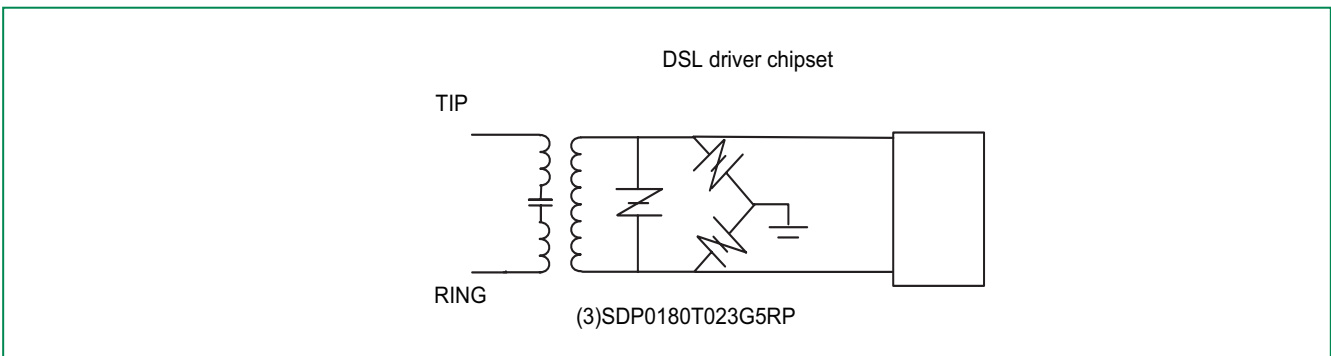 DSL driver chipset
TIP
RING
(3)SDP0180T023G5RP